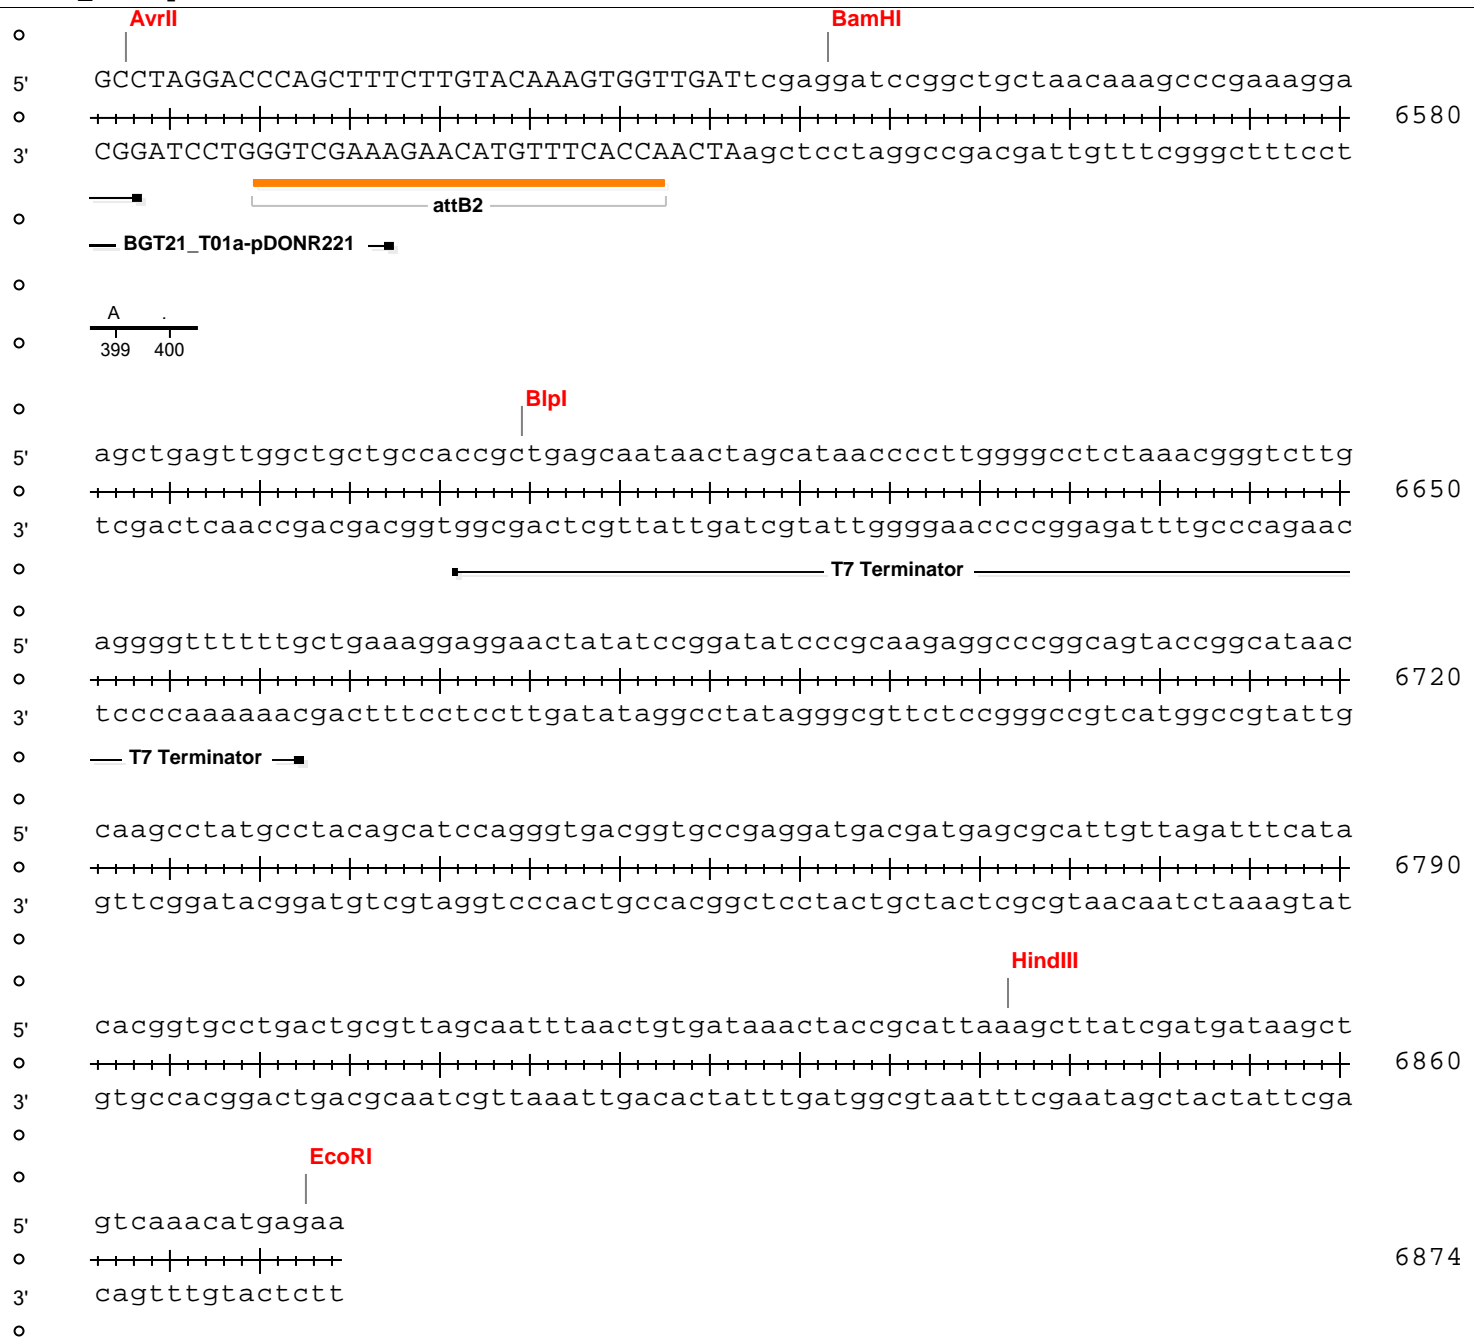 AvrII BamHI
5' GCCTAGGACCCAGCTTTCTTGTACAAAGTGGTTGATtcgaggatccggctgctaacaaagcccgaaagga
6580
3' CGGATCCTGGGTCGAAAGAACATGTTTCACCAACTAagctcctaggccgacgattgtttcgggctttcct
attB2
BGT21_T01a-pDONR221
A .
399 400
BlpI
5' agctgagttggctgctgccaccgctgagcaataactagcataaccccttggggcctctaaacgggtcttg
6650
3' tcgactcaaccgacgacggtggcgactcgttattgatcgtattggggaaccccggagatttgcccagaac
T7 Terminator
5' aggggttttttgctgaaaggaggaactatatccggatatcccgcaagaggcccggcagtaccggcataac
6720
3' tccccaaaaaacgactttcctccttgatataggcctatagggcgttctccgggccgtcatggccgtattg
T7 Terminator
5' caagcctatgcctacagcatccagggtgacggtgccgaggatgacgatgagcgcattgttagatttcata
6790
3' gttcggatacggatgtcgtaggtcccactgccacggctcctactgctactcgcgtaacaatctaaagtat
HindIII
5' cacggtgcctgactgcgttagcaatttaactgtgataaactaccgcattaaagcttatcgatgataagct
6860
3' gtgccacggactgacgcaatcgttaaattgacactatttgatggcgtaatttcgaatagctactattcga
EcoRI
5' gtcaaacatgagaa
6874
3' cagtttgtactctt